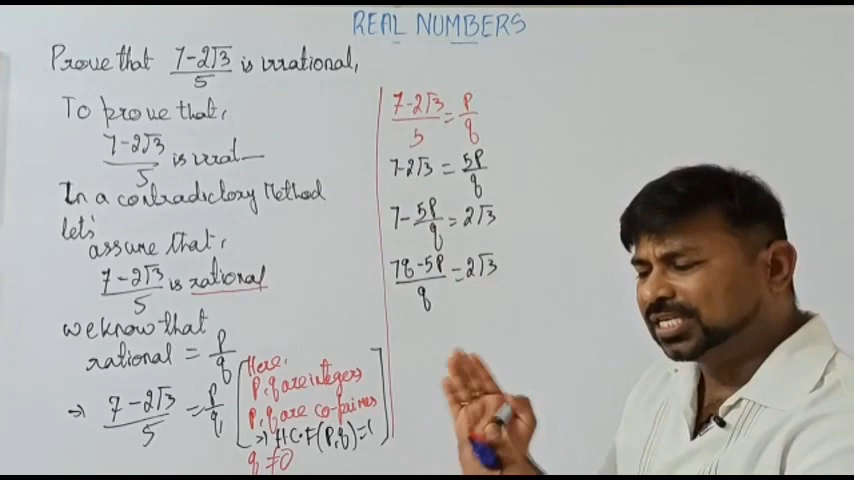 REAL NUMBERS
Prove that (7-2√3)/5 is irrational,
To prove that,
(7-2√3)/5 is irrat
In a contradictory Method
lets'
assume that,
(7-2√3)/5 is rational
we know that
rational = P/q
⇒ (7-2√3)/5 = P/q,
Here,
P, q are integers
P, q are co-primes
⇒ H.C.F(P,q)=1
q ≠ 0
(7-2√3)/5 = P/q
7-2√3 = 5P/q
7-5P/q = 2√3
(7q-5P)/q = 2√3